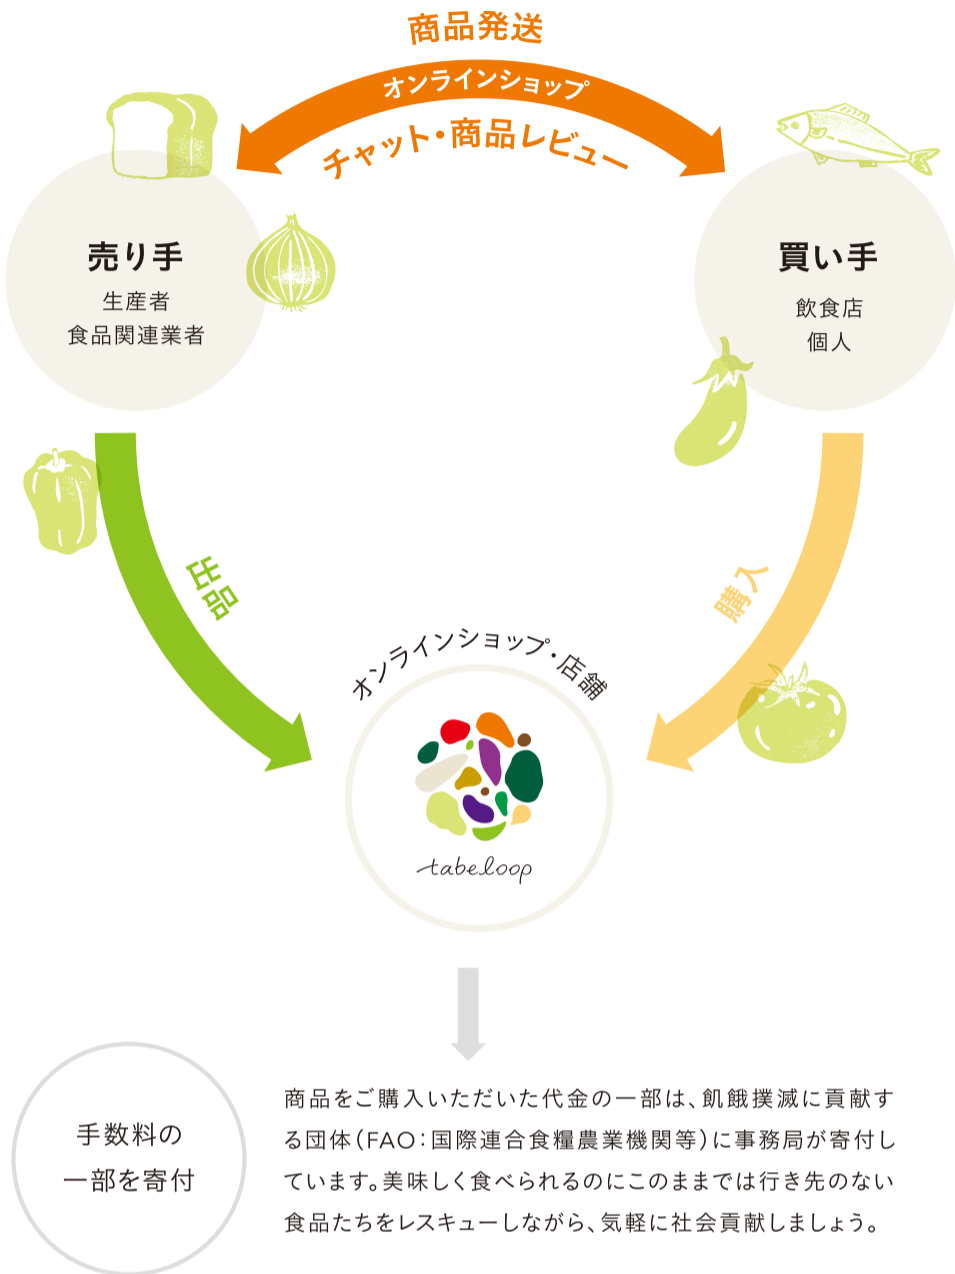 商品発送
オンラインショップ
チャット・商品レビュー
売り手
生産者
食品関連業者
買い手
飲食店
個人
出品
購入
オンラインショップ・店舗
tabeloop
手数料の
一部を寄付
商品をご購入いただいた代金の一部は、飢餓撲滅に貢献す
る団体（FAO：国際連合食糧農業機関等）に事務局が寄付し
ています。美味しく食べられるのにこのままでは行き先のない
食品たちをレスキューしながら、気軽に社会貢献しましょう。